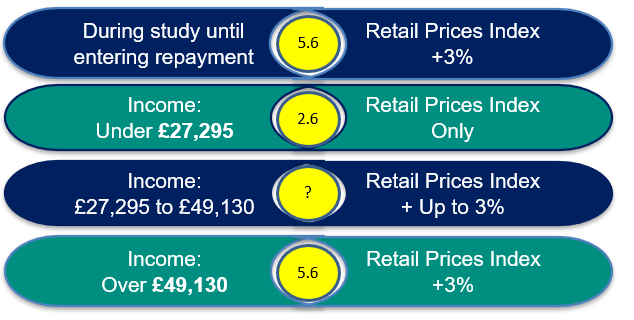 During study until
entering repayment
5.6
Retail Prices Index
+3%
Income:
Under £27,295
2.6
Retail Prices Index
Only
Income:
£27,295 to £49,130
?
Retail Prices Index
+ Up to 3%
Income:
Over £49,130
5.6
Retail Prices Index
+3%